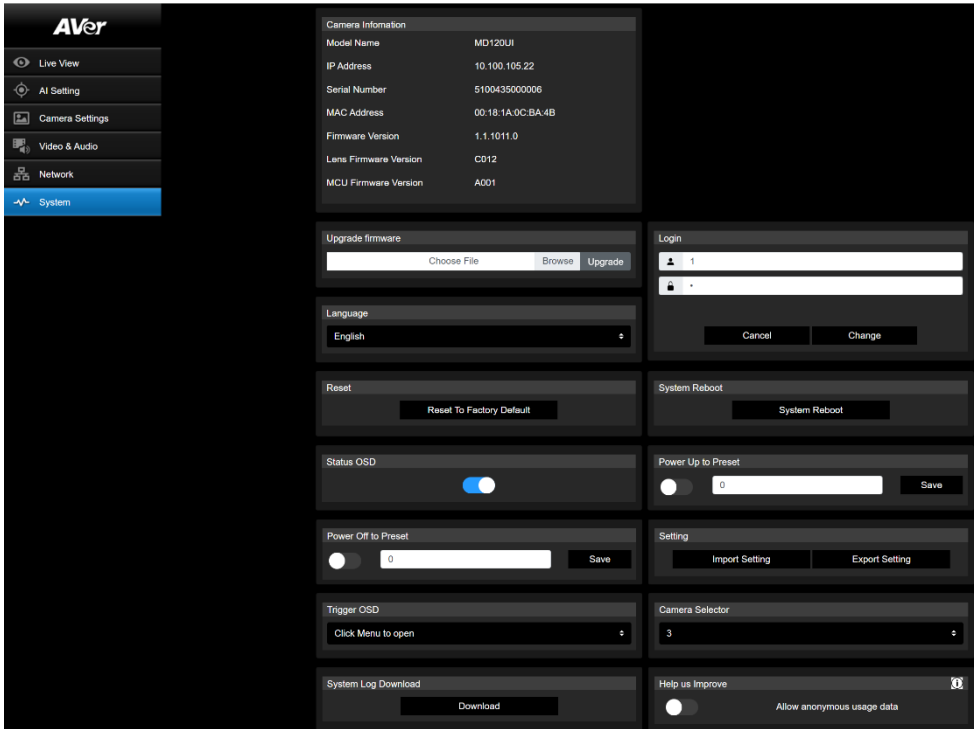 AVer
Live View
AI Setting
Camera Settings
Video & Audio
Network
System
Camera Infomation
Model Name MD120UI
IP Address 10.100.105.22
Serial Number 5100435000006
MAC Address 00:18:1A:0C:BA:4B
Firmware Version 1.1.1011.0
Lens Firmware Version C012
MCU Firmware Version A001
Upgrade firmware
Choose File Browse Upgrade
Login
1
Cancel Change
Language
English
Reset
Reset To Factory Default
System Reboot
System Reboot
Status OSD
Power Up to Preset
0 Save
Power Off to Preset
0 Save
Setting
Import Setting Export Setting
Trigger OSD
Click Menu to open
Camera Selector
3
System Log Download
Download
Help us Improve
Allow anonymous usage data